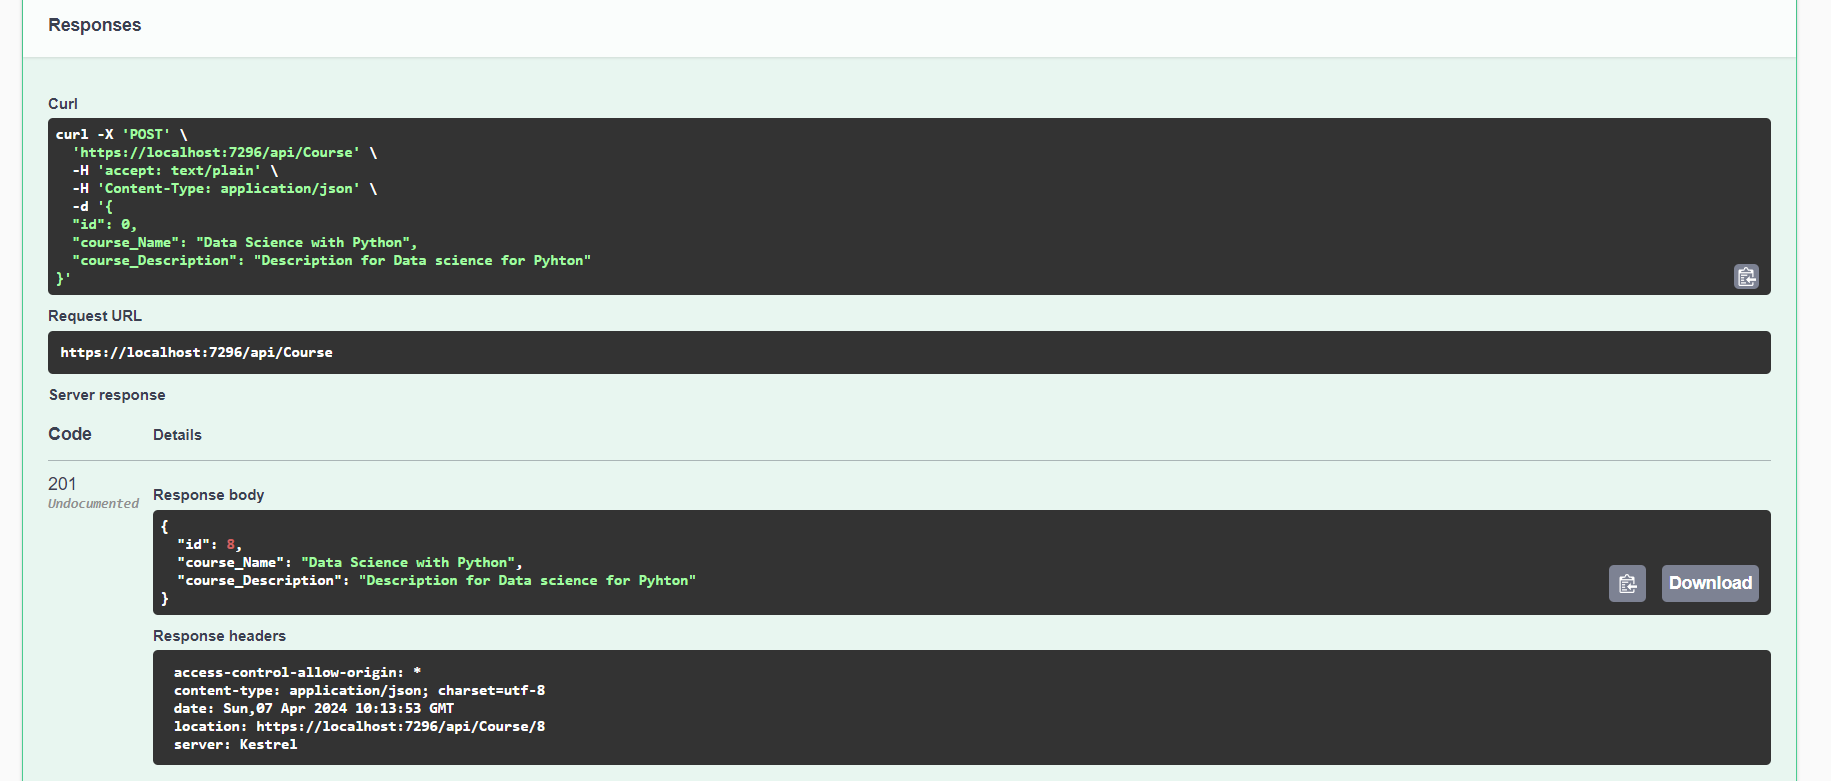 Responses
Curl
curl -X 'POST' \
  'https://localhost:7296/api/Course' \
  -H 'accept: text/plain' \
  -H 'Content-Type: application/json' \
  -d '{
  "id": 0,
  "course_Name": "Data Science with Python",
  "course_Description": "Description for Data science for Pyhton"
}'
Request URL
https://localhost:7296/api/Course
Server response
Code Details
201
Undocumented
Response body
{
  "id": 8,
  "course_Name": "Data Science with Python",
  "course_Description": "Description for Data science for Pyhton"
}
Download
Response headers
access-control-allow-origin: *
content-type: application/json; charset=utf-8
date: Sun,07 Apr 2024 10:13:53 GMT
location: https://localhost:7296/api/Course/8
server: Kestrel